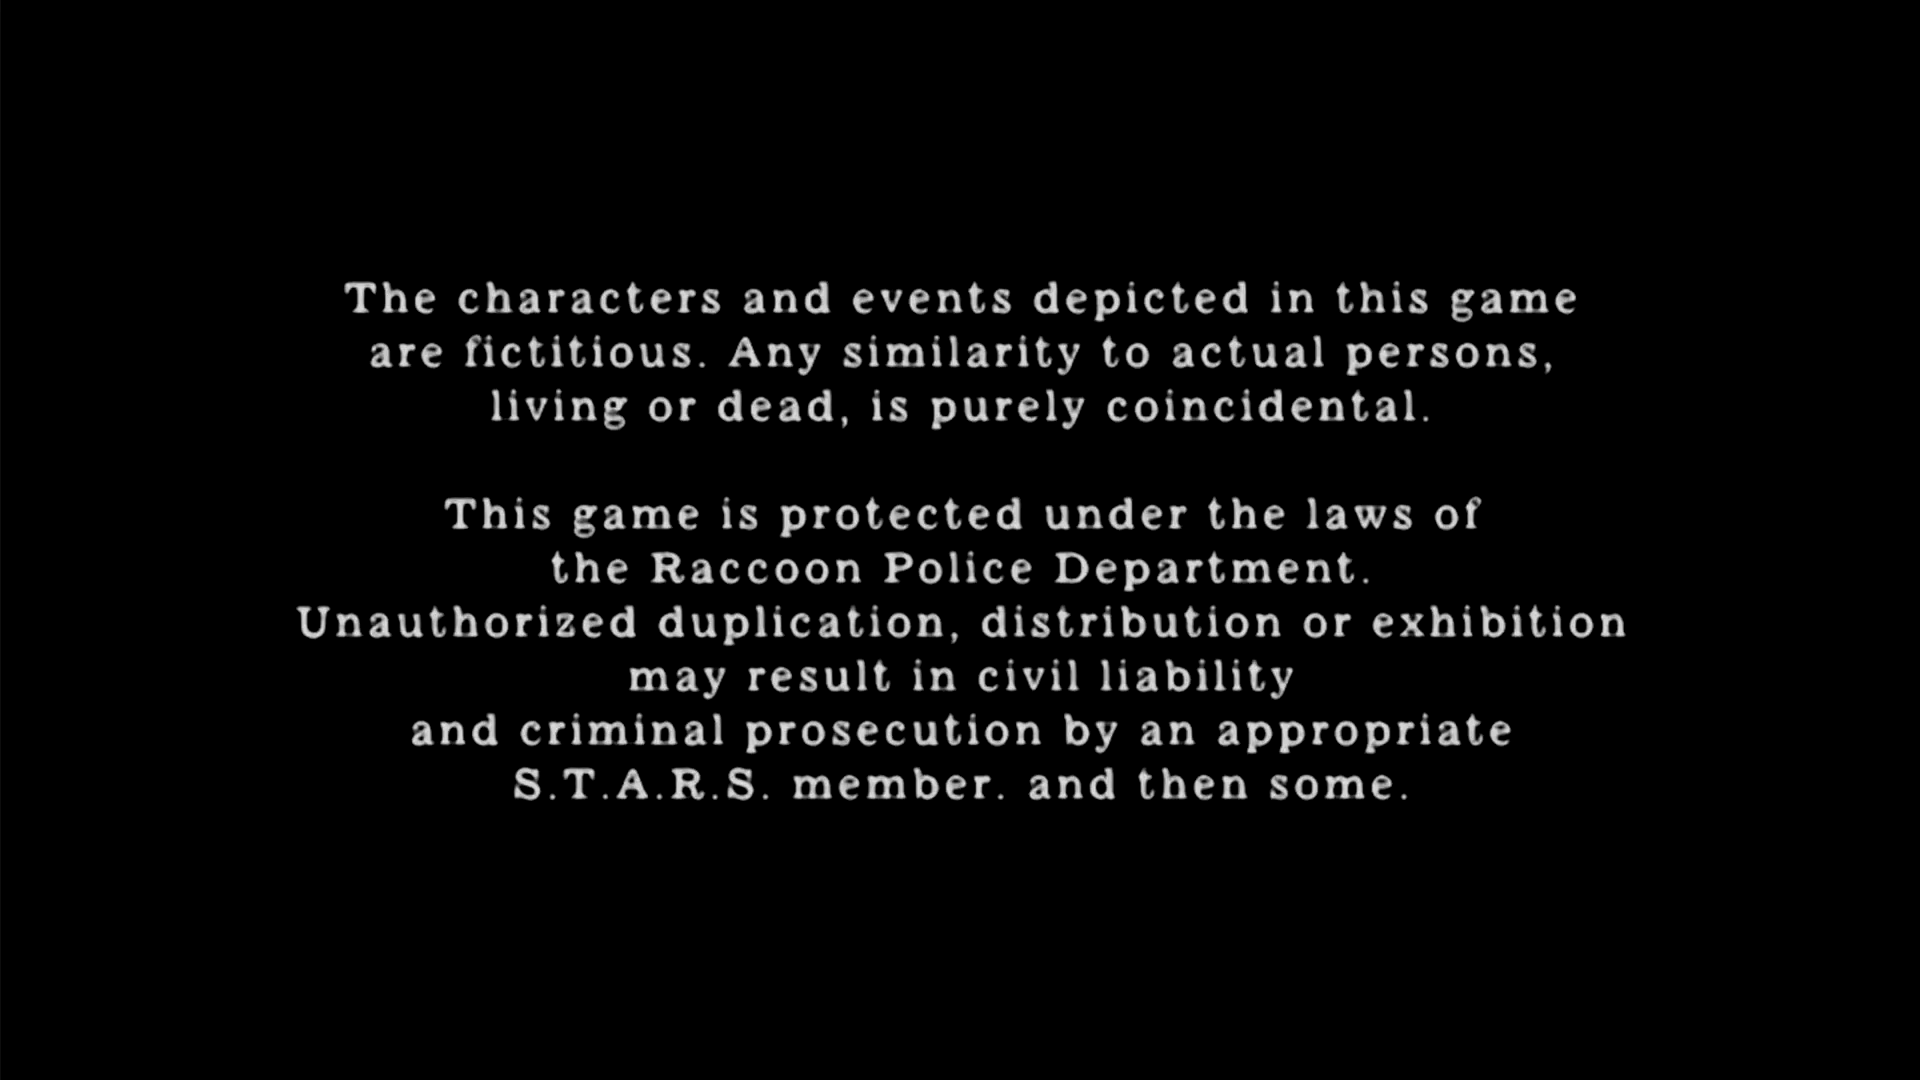 The characters and events depicted in this game
are fictitious. Any similarity to actual persons,
living or dead, is purely coincidental.
This game is protected under the laws of
the Raccoon Police Department.
Unauthorized duplication, distribution or exhibition
may result in civil liability
and criminal prosecution by an appropriate
S.T.A.R.S. member. and then some.